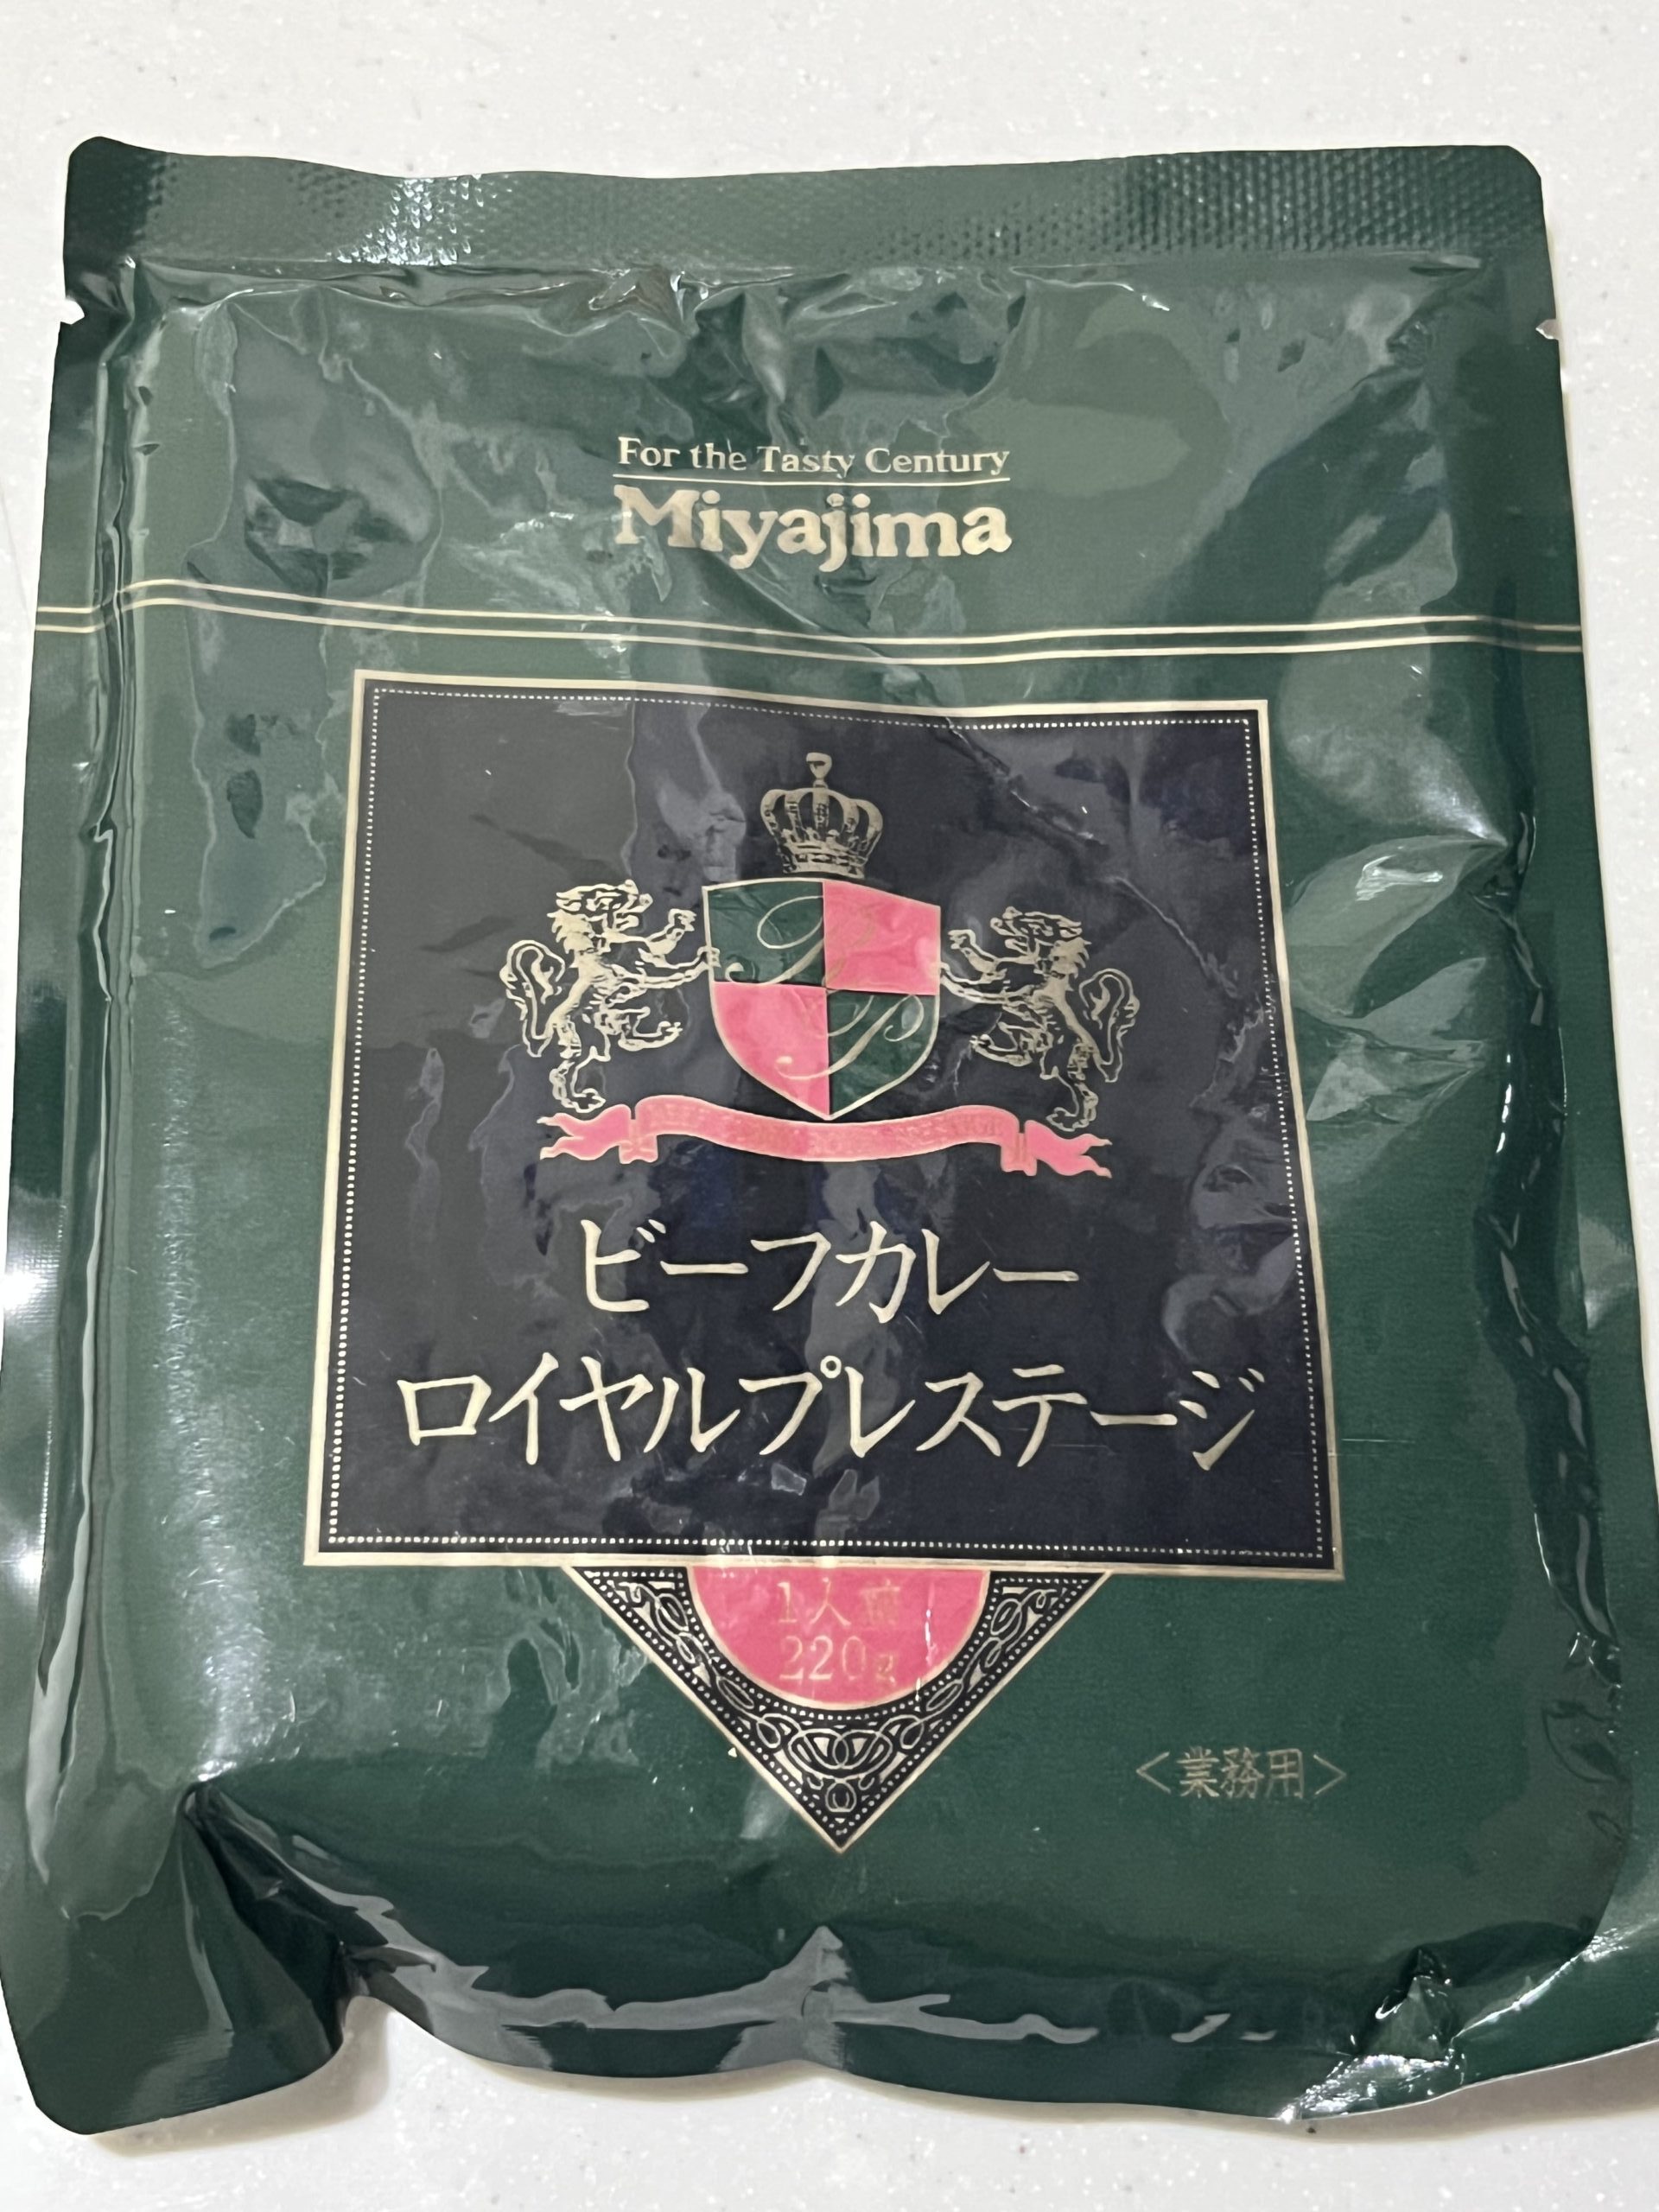 For the Tasty Century
Miyajima
ビーフカレー
ロイヤルプレステージ
1人前
220g
<業務用>